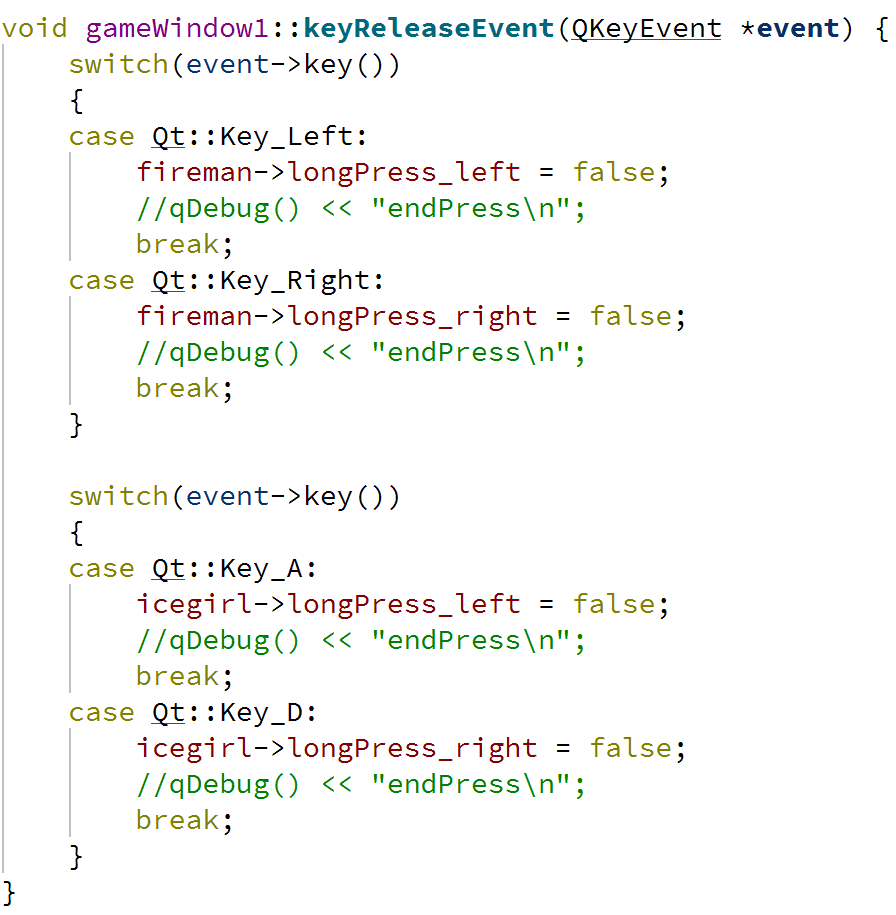 void gameWindow1::keyReleaseEvent(QKeyEvent *event) {
    switch(event->key())
    {
    case Qt::Key_Left:
        fireman->longPress_left = false;
        //qDebug() << "endPress\n";
        break;
    case Qt::Key_Right:
        fireman->longPress_right = false;
        //qDebug() << "endPress\n";
        break;
    }

    switch(event->key())
    {
    case Qt::Key_A:
        icegirl->longPress_left = false;
        //qDebug() << "endPress\n";
        break;
    case Qt::Key_D:
        icegirl->longPress_right = false;
        //qDebug() << "endPress\n";
        break;
    }
}